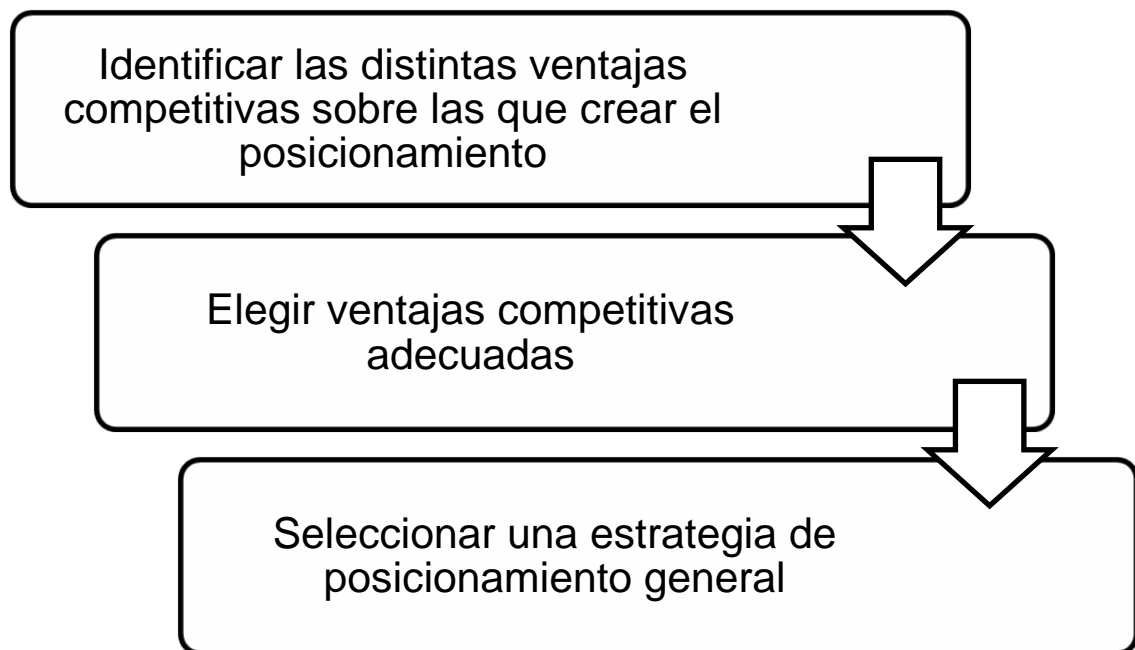 Identificar las distintas ventajas
competitivas sobre las que crear el
posicionamiento
Elegir ventajas competitivas
adecuadas
Seleccionar una estrategia de
posicionamiento general